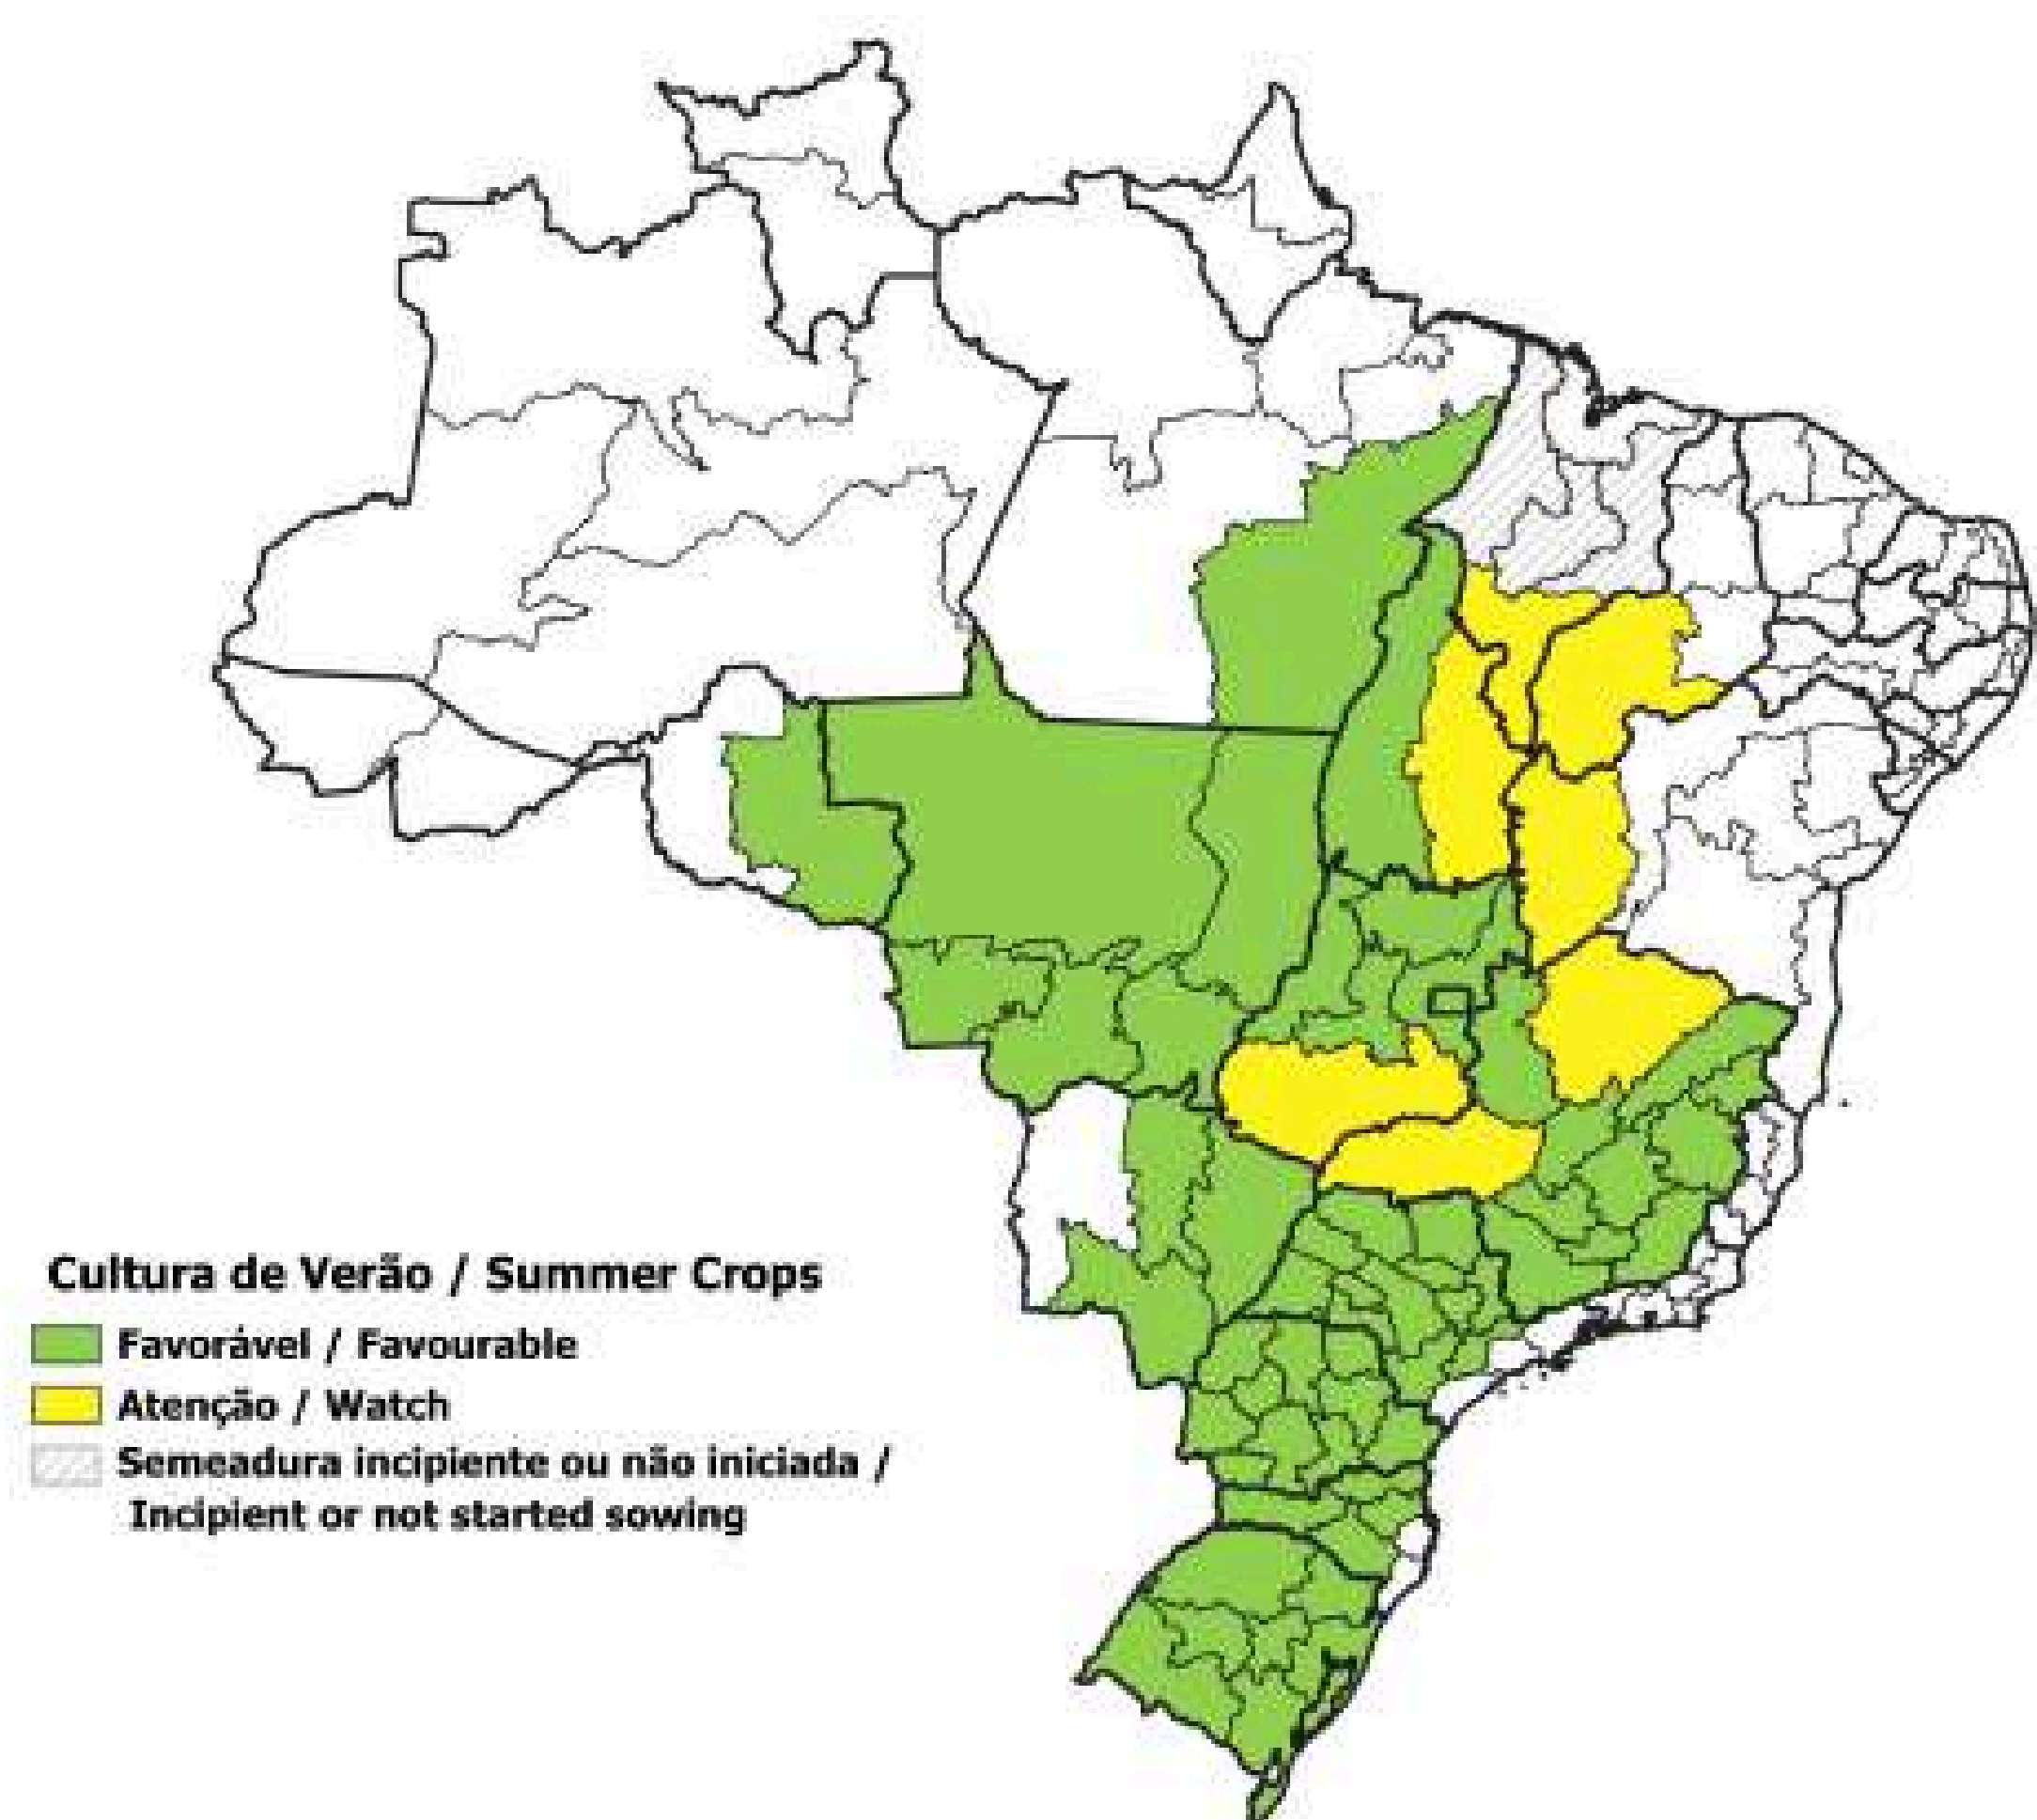 Cultura de Verão / Summer Crops
Favorável / Favourable
Atenção / Watch
Semeadura incipiente ou não iniciada /
Incipient or not started sowing